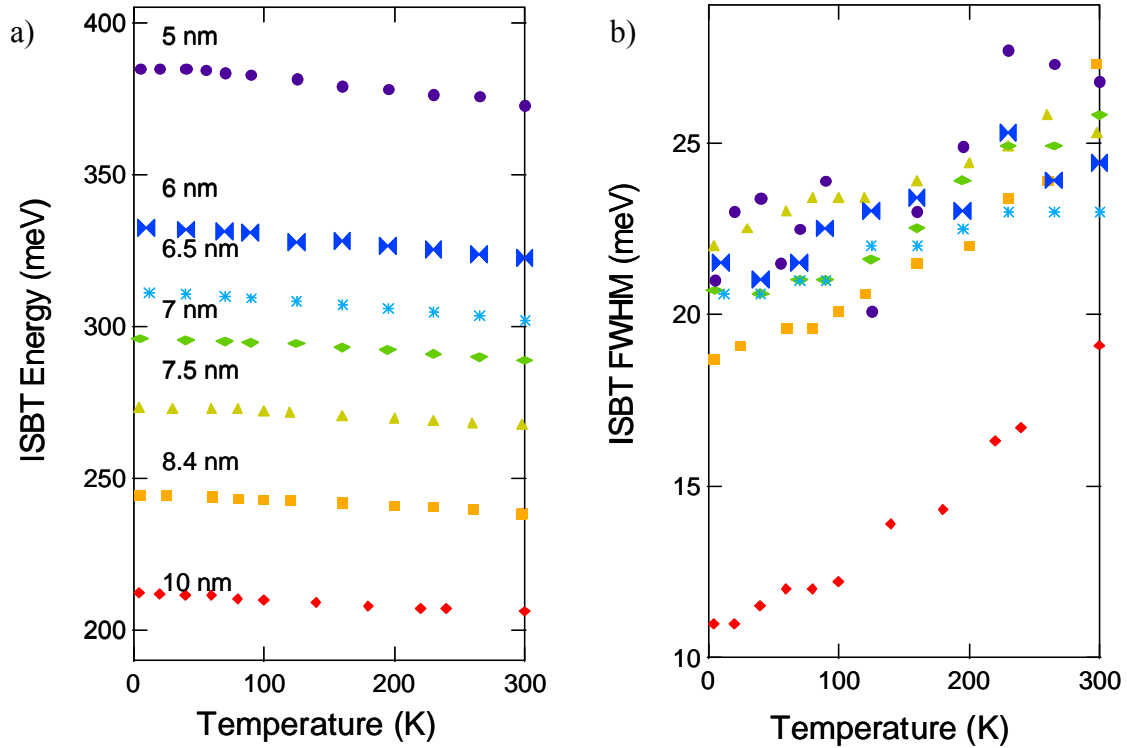 a)
400
350
300
250
200
ISBT Energy (meV)
5 nm
6 nm
6.5 nm
7 nm
7.5 nm
8.4 nm
10 nm
0 100 200 300
Temperature (K)
b)
25
20
15
10
ISBT FWHM (meV)
0 100 200 300
Temperature (K)